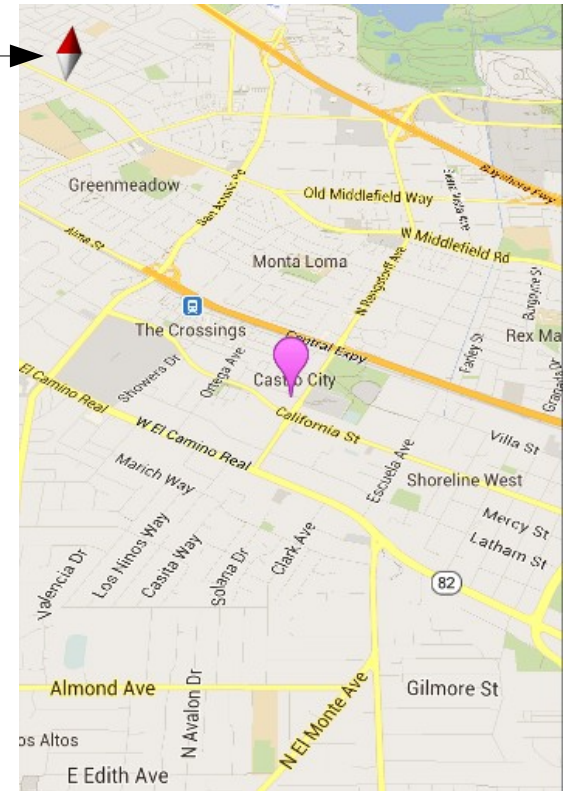 Bayshore Fwy
Greenmeadow
San Antonio Rd
Old Middlefield Way
Alma St
W Middlefield Rd
Monta Loma
N Rengstorff Ave
The Crossings
Central Expy
Farley St
Rex Ma
Showers Dr
Ortega Ave
Castro City
El Camino Real
W El Camino Real
California St
Villa St
Escuela Ave
Marich Way
Shoreline West
Mercy St
Latham St
Valencia Dr
Los Ninos Way
Casita Way
Solana Dr
Clark Ave
82
Almond Ave
N Avalon Dr
N El Monte Ave
Gilmore St
os Altos
E Edith Ave